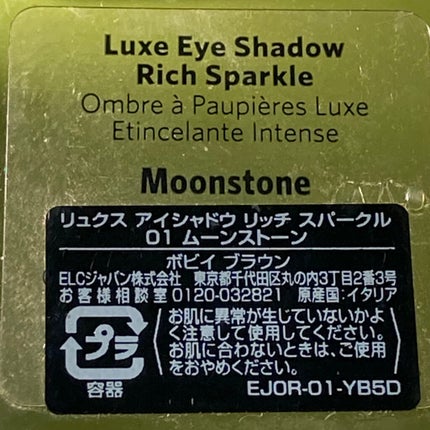 Luxe Eye Shadow
Rich Sparkle
Ombre à Paupières Luxe
Etincelante Intense
Moonstone
リュクス アイシャドウ リッチ スパークル
01 ムーンストーン
ボビイ ブラウン
ELCジャパン株式会社 東京都千代田区丸の内3丁目2番3号
お客様相談室 0120-032821 原産国:イタリア
プラ
容器
お肌に異常が生じていないかよ
く注意して使用してください。
お肌に合わないときは、ご使用
をおやめください。
EJ0R-01-YB5D